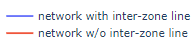 network with inter-zone line
network w/o inter-zone line